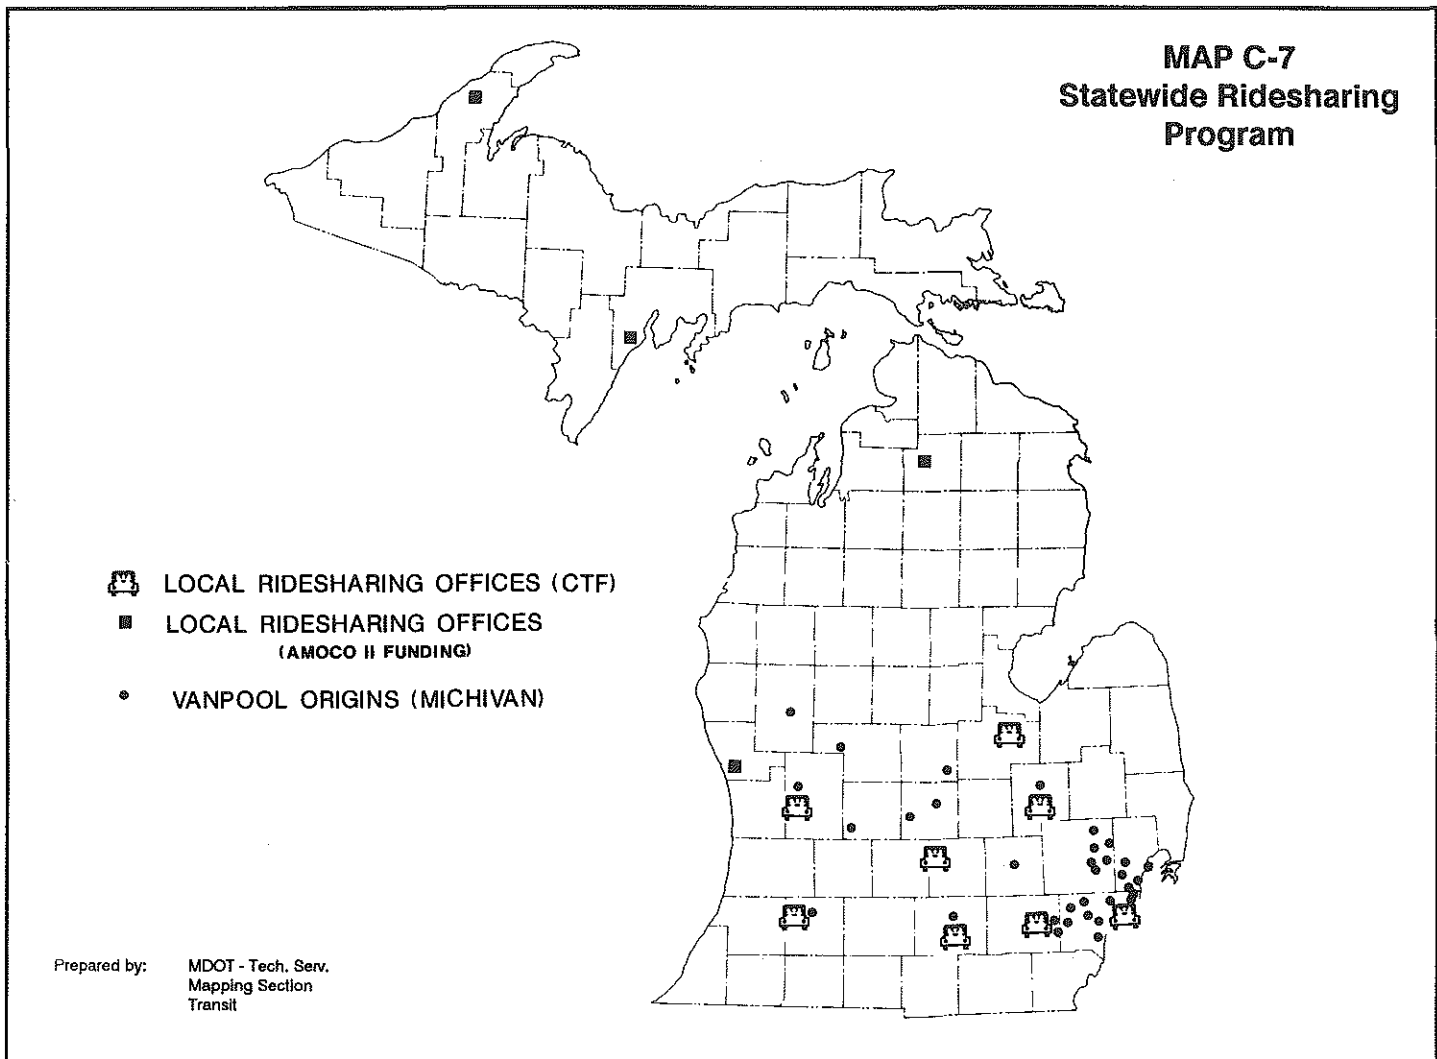 MAP C-7
Statewide Ridesharing
Program
LOCAL RIDESHARING OFFICES (CTF)
LOCAL RIDESHARING OFFICES
(AMOCO II FUNDING)
VANPOOL ORIGINS (MICHIVAN)
Prepared by: MDOT - Tech. Serv.
Mapping Section
Transit